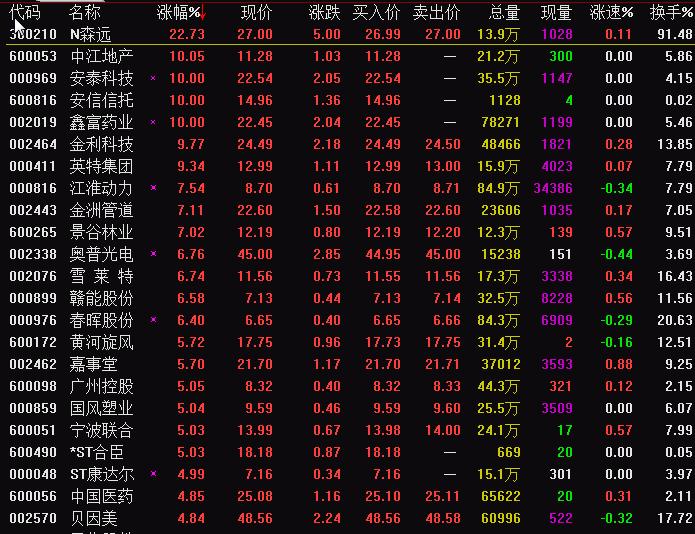 代码 名称 涨幅%↓ 现价 涨跌 买入价 卖出价 总量 现量 涨速% 换手%
300210 N森远 22.73 27.00 5.00 26.99 27.00 13.9万 1028 0.11 91.48
600053 中江地产 10.05 11.28 1.03 11.28 — 21.2万 300 0.00 5.86
000969 安泰科技 * 10.00 22.54 2.05 22.54 — 35.5万 1147 0.00 4.15
600816 安信信托 10.00 14.96 1.36 14.96 — 1128 4 0.00 0.02
002019 鑫富药业 * 10.00 22.45 2.04 22.45 — 78271 1199 0.00 5.46
002464 金利科技 9.77 24.49 2.18 24.49 24.50 48466 1821 0.28 13.85
000411 英特集团 9.34 12.99 1.11 12.99 13.00 15.9万 4023 0.07 7.79
000816 江淮动力 * 7.54 8.70 0.61 8.70 8.71 84.9万 34386 -0.34 7.79
002443 金洲管道 7.11 22.60 1.50 22.58 22.60 23606 1035 0.17 7.05
600265 景谷林业 7.02 12.19 0.80 12.19 12.20 12.3万 139 0.57 9.51
002338 奥普光电 * 6.76 45.00 2.85 44.95 45.00 15238 151 -0.44 3.69
002076 雪 莱 特 6.74 11.56 0.73 11.55 11.56 17.3万 3338 0.34 16.43
000899 赣能股份 6.58 7.13 0.44 7.13 7.14 32.5万 8228 0.56 11.56
000976 春晖股份 * 6.40 6.65 0.40 6.65 6.66 84.3万 6909 -0.29 20.63
600172 黄河旋风 5.72 17.75 0.96 17.73 17.75 31.4万 2 -0.16 12.51
002462 嘉事堂 5.70 21.70 1.17 21.70 21.71 37012 3593 0.88 9.25
600098 广州控股 5.05 8.32 0.40 8.32 8.33 44.3万 321 0.12 2.15
000859 国风塑业 5.04 9.59 0.46 9.59 9.60 25.5万 3509 0.00 6.07
600051 宁波联合 5.03 13.99 0.67 13.98 14.00 24.1万 17 0.57 7.99
600490 *ST合臣 5.03 18.18 0.87 18.18 — 669 20 0.00 0.05
000048 ST康达尔 * 4.99 7.16 0.34 7.16 — 15.1万 301 0.00 3.97
600056 中国医药 4.85 25.08 1.16 25.10 25.11 65622 20 0.31 2.11
002570 贝因美 4.84 48.56 2.24 48.56 48.58 60996 522 -0.32 17.72